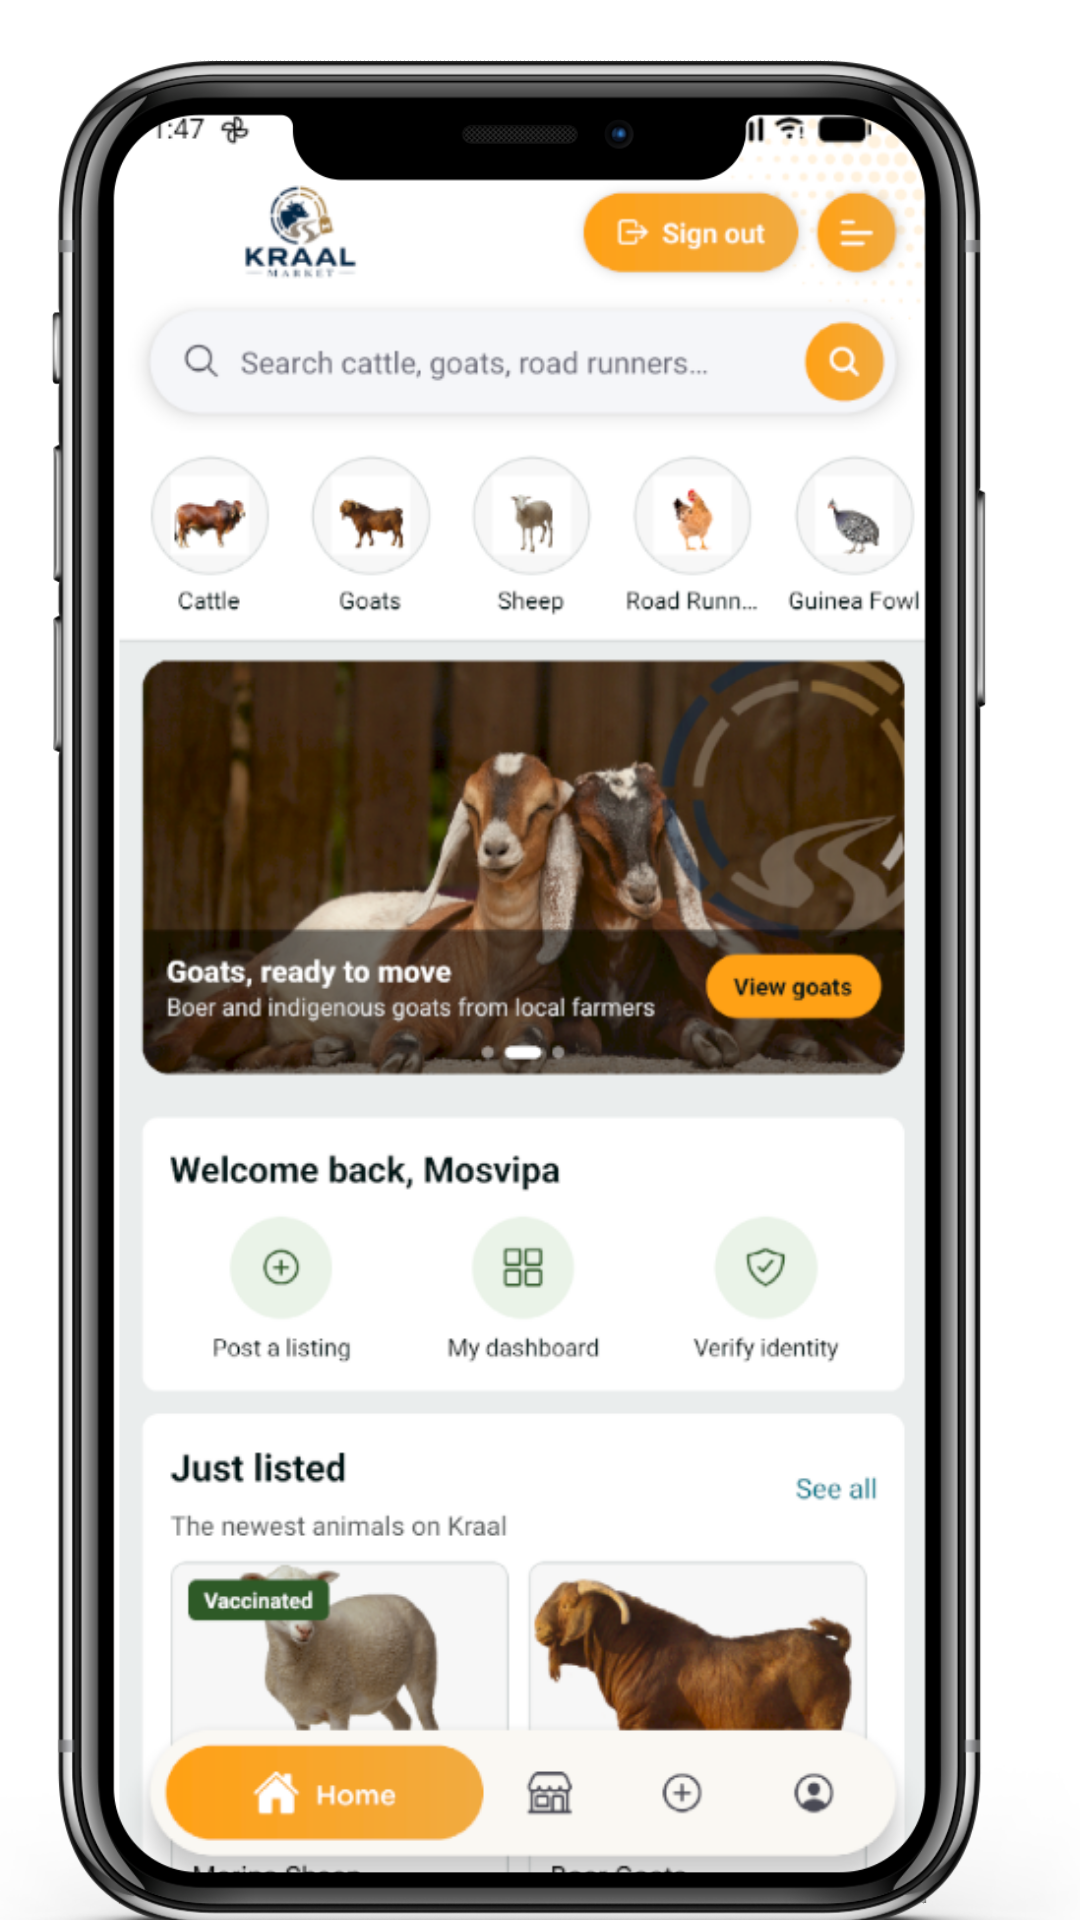 1:47
KRAAL
MARKET
Sign out
Search cattle, goats, road runners...
Cattle
Goats
Sheep
Road Runn...
Guinea Fowl
Goats, ready to move
Boer and indigenous goats from local farmers
View goats
Welcome back, Mosvipa
Post a listing
My dashboard
Verify identity
Just listed
See all
The newest animals on Kraal
Vaccinated
Home